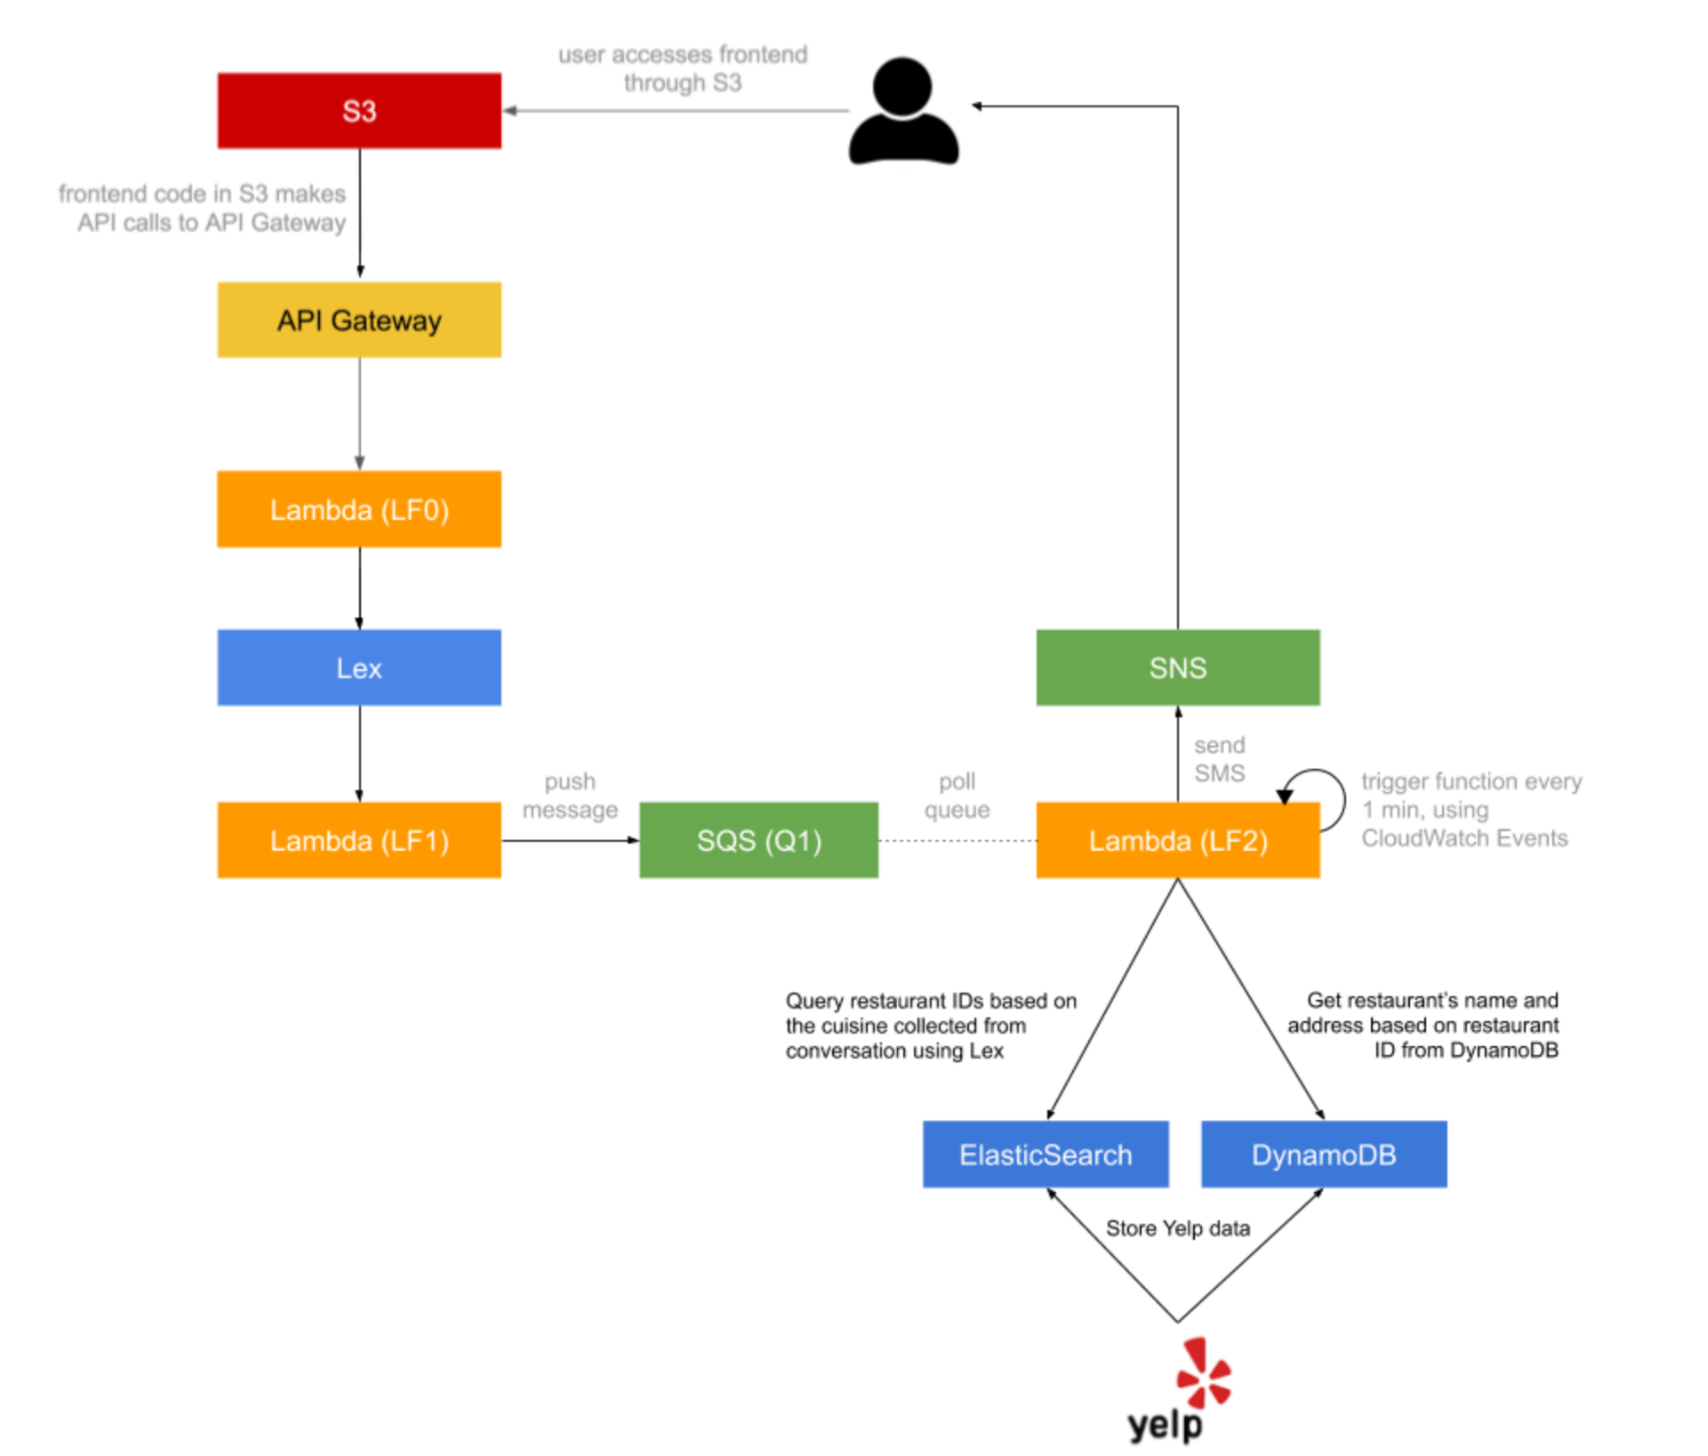 user accesses frontend
through S3
S3
frontend code in S3 makes
API calls to API Gateway
API Gateway
Lambda (LF0)
Lex
SNS
send
SMS
push
message
poll
queue
trigger function every
1 min, using
CloudWatch Events
Lambda (LF1)
SQS (Q1)
Lambda (LF2)
Query restaurant IDs based on
the cuisine collected from
conversation using Lex
Get restaurant's name and
address based on restaurant
ID from DynamoDB
ElasticSearch
DynamoDB
Store Yelp data
yelp